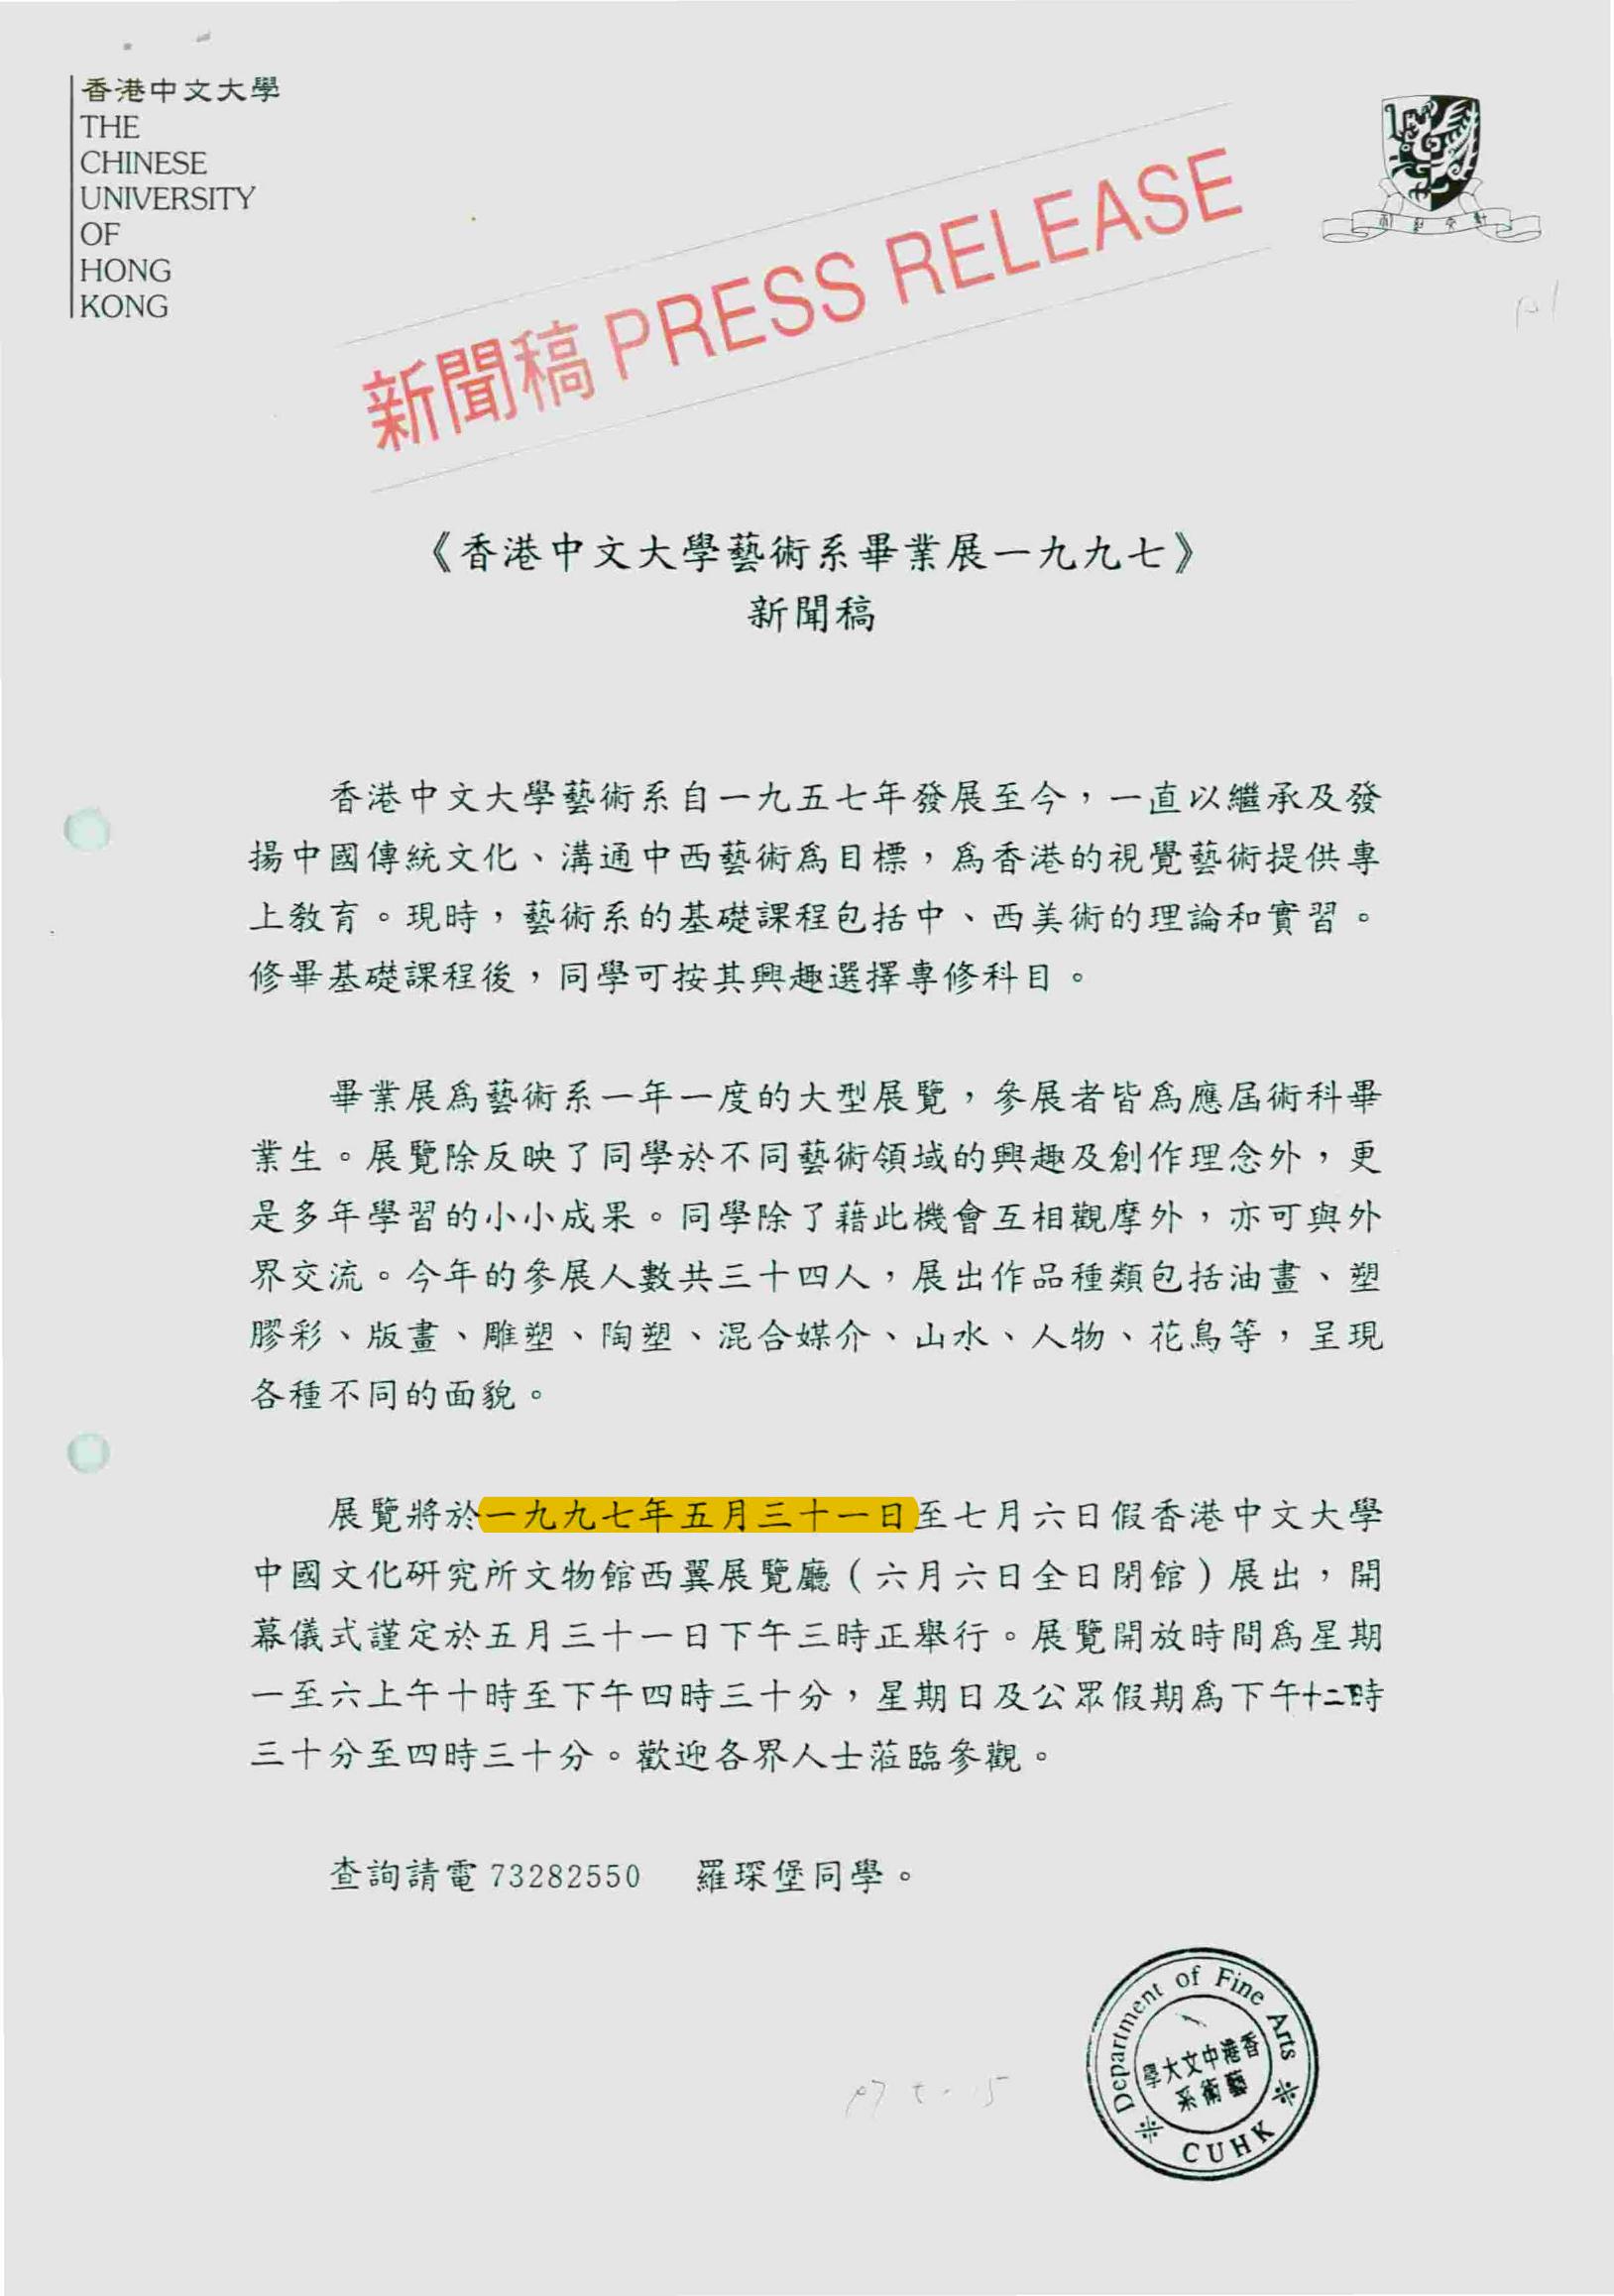 香港中文大學
THE
CHINESE
UNIVERSITY
OF
HONG
KONG
新聞稿 PRESS RELEASE
《香港中文大學藝術系畢業展一九九七》
新聞稿
香港中文大學藝術系自一九五七年發展至今，一直以繼承及發
揚中國傳統文化、溝通中西藝術爲目標，爲香港的視覺藝術提供專
上教育。現時，藝術系的基礎課程包括中、西美術的理論和實習。
修畢基礎課程後，同學可按其興趣選擇專修科目。
畢業展爲藝術系一年一度的大型展覽，參展者皆爲應屆術科畢
業生。展覽除反映了同學於不同藝術領域的興趣及創作理念外，更
是多年學習的小小成果。同學除了藉此機會互相觀摩外，亦可與外
界交流。今年的參展人數共三十四人，展出作品種類包括油畫、塑
膠彩、版畫、雕塑、陶塑、混合媒介、山水、人物、花鳥等，呈現
各種不同的面貌。
展覽將於一九九七年五月三十一日至七月六日假香港中文大學
中國文化研究所文物館西翼展覽廳（六月六日全日閉館）展出，開
幕儀式謹定於五月三十一日下午三時正舉行。展覽開放時間爲星期
一至六上午十時至下午四時三十分，星期日及公眾假期爲下午十二時
三十分至四時三十分。歡迎各界人士蒞臨參觀。
查詢請電 73282550 羅琛堡同學。
Department of Fine Arts
香港中文大學
藝術系
CUHK